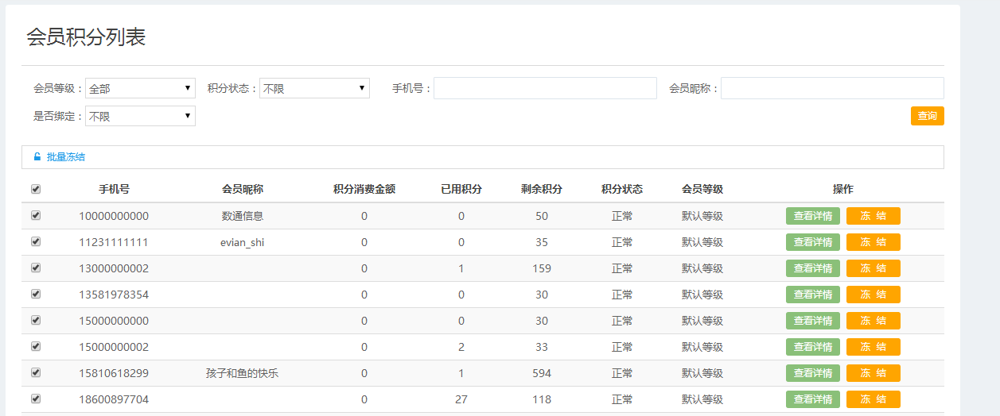 会员积分列表
会员等级：全部 积分状态：不限 手机号： 会员昵称：
是否绑定：不限 查询
批量冻结
手机号 会员昵称 积分消费金额 已用积分 剩余积分 积分状态 会员等级 操作
10000000000 数通信息 0 0 50 正常 默认等级 查看详情 冻 结
11231111111 evian_shi 0 0 35 正常 默认等级 查看详情 冻 结
13000000002 0 1 159 正常 默认等级 查看详情 冻 结
13581978354 0 0 30 正常 默认等级 查看详情 冻 结
15000000000 0 0 30 正常 默认等级 查看详情 冻 结
15000000002 0 2 33 正常 默认等级 查看详情 冻 结
15810618299 孩子和鱼的快乐 0 1 594 正常 默认等级 查看详情 冻 结
18600897704 0 27 118 正常 默认等级 查看详情 冻 结